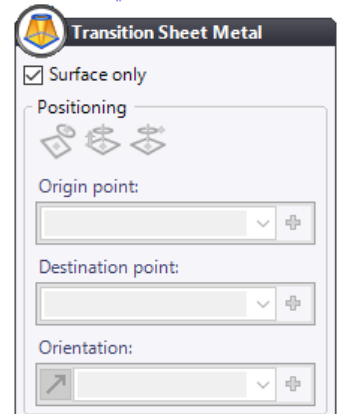 Transition Sheet Metal
Surface only
Positioning
Origin point:
Destination point:
Orientation: